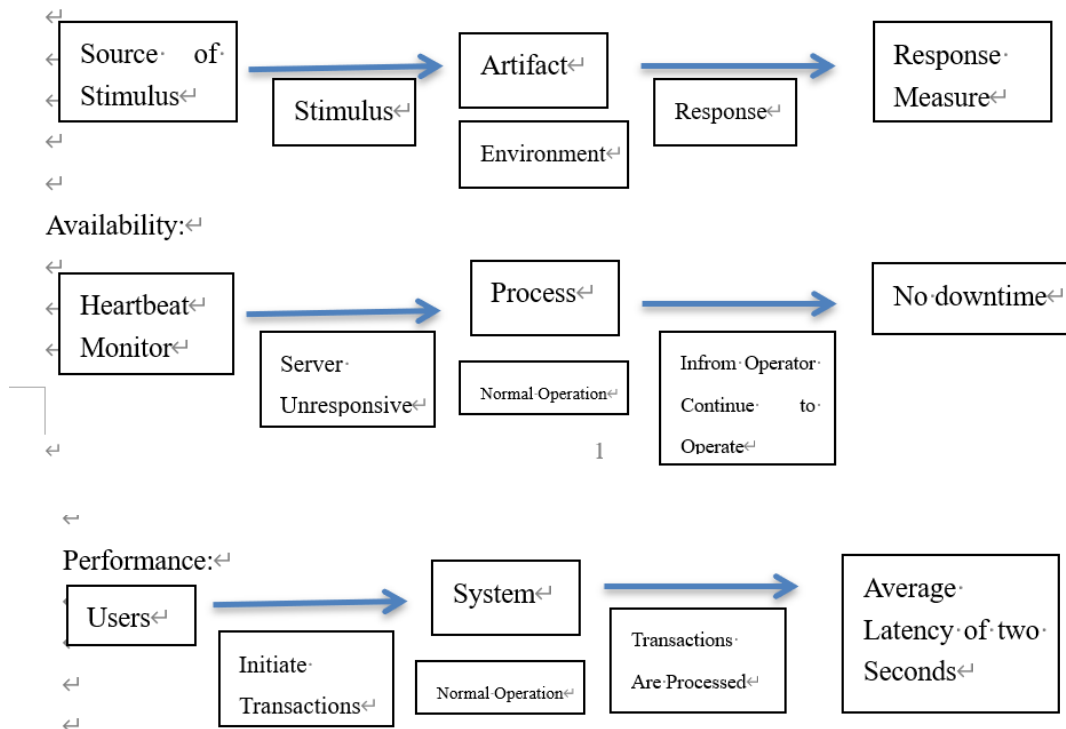 Source of
Stimulus
Stimulus
Artifact
Environment
Response
Response
Measure
Availability:
Heartbeat
Monitor
Server
Unresponsive
Process
Normal Operation
Infrom Operator
Continue to
Operate
No downtime
1
Performance:
Users
Initiate
Transactions
System
Normal Operation
Transactions
Are Processed
Average
Latency of two
Seconds